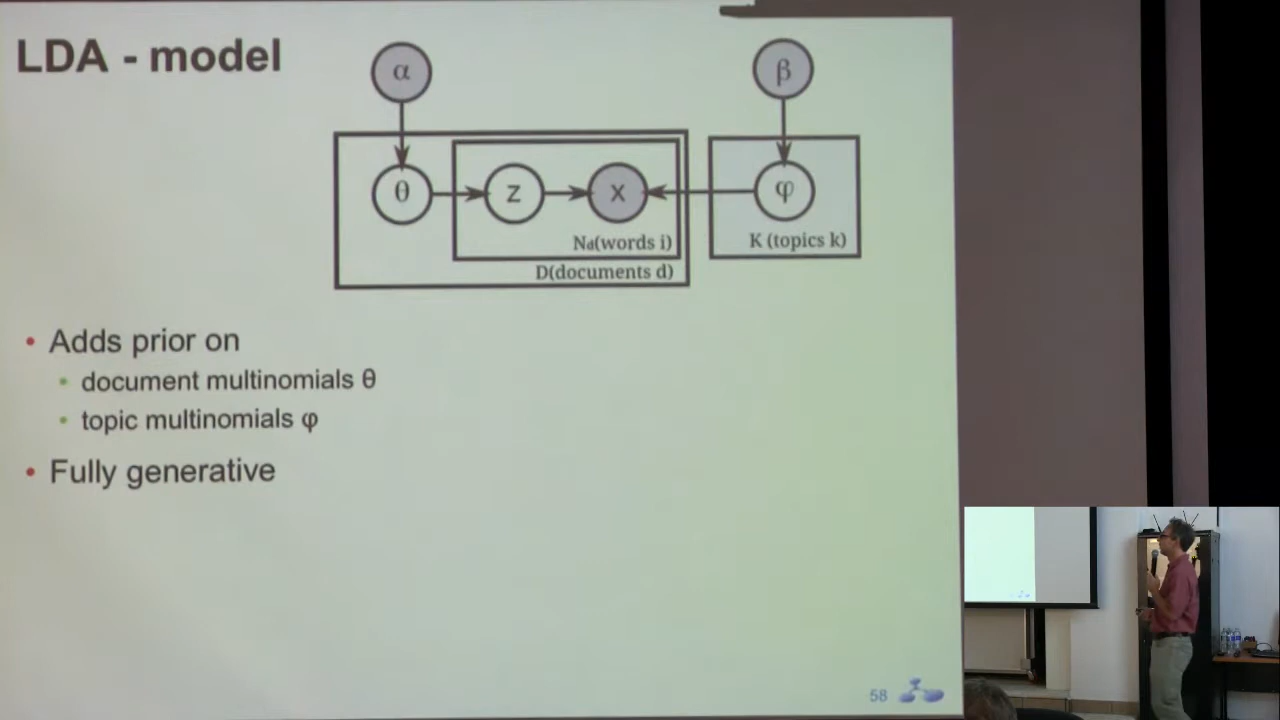 LDA - model
α
β
θ
z
x
φ
Nd(words i)
K (topics k)
D(documents d)
• Adds prior on
• document multinomials θ
• topic multinomials φ
• Fully generative
58